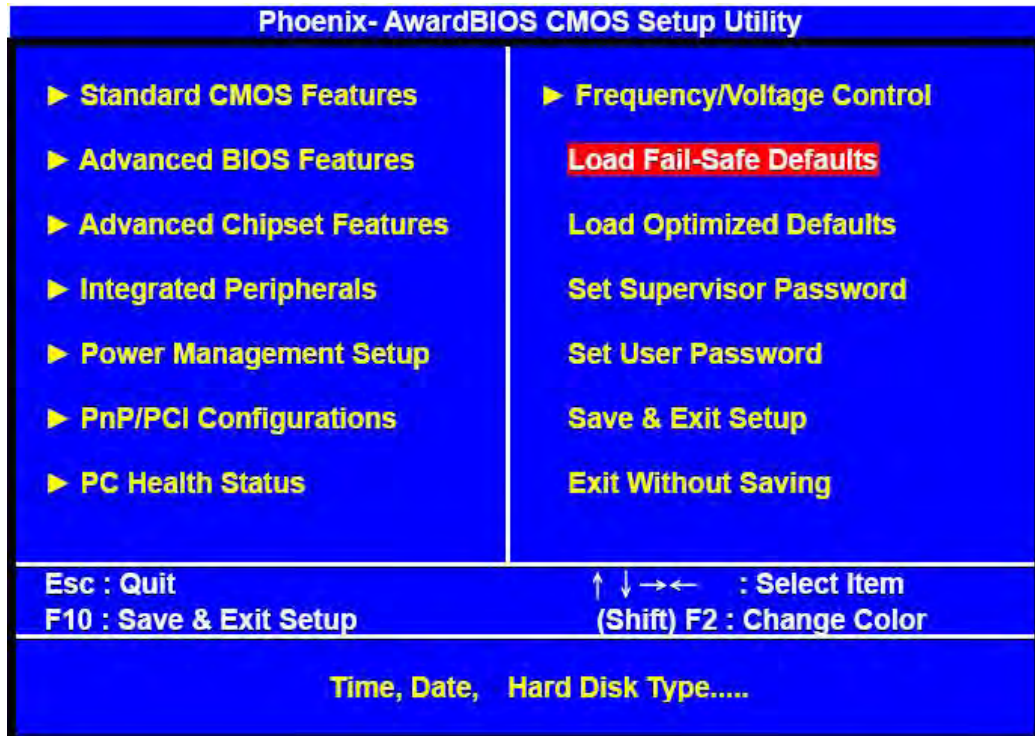 Phoenix- AwardBIOS CMOS Setup Utility
► Standard CMOS Features
► Advanced BIOS Features
► Advanced Chipset Features
► Integrated Peripherals
► Power Management Setup
► PnP/PCI Configurations
► PC Health Status
► Frequency/Voltage Control
Load Fail-Safe Defaults
Load Optimized Defaults
Set Supervisor Password
Set User Password
Save & Exit Setup
Exit Without Saving
Esc : Quit
F10 : Save & Exit Setup
↑ ↓ → ← : Select Item
(Shift) F2 : Change Color
Time, Date, Hard Disk Type.....